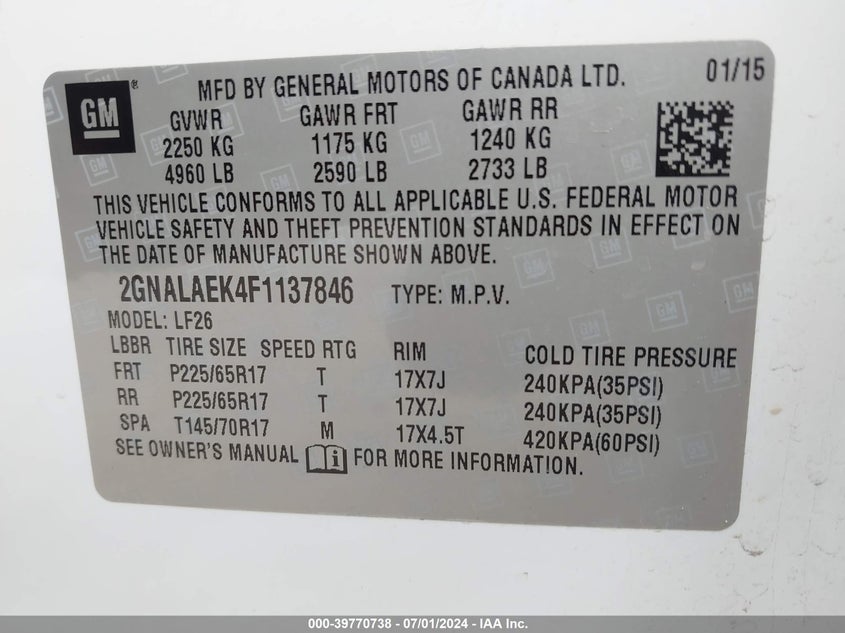 GM ® MFD BY GENERAL MOTORS OF CANADA LTD. 01/15
GVWR GAWR FRT GAWR RR
2250 KG 1175 KG 1240 KG
4960 LB 2590 LB 2733 LB
THIS VEHICLE CONFORMS TO ALL APPLICABLE U.S. FEDERAL MOTOR
VEHICLE SAFETY AND THEFT PREVENTION STANDARDS IN EFFECT ON
THE DATE OF MANUFACTURE SHOWN ABOVE.
2GNALAEK4F1137846 TYPE: M.P.V.
MODEL: LF26
LBBR TIRE SIZE SPEED RTG RIM COLD TIRE PRESSURE
FRT P225/65R17 T 17X7J 240KPA(35PSI)
RR P225/65R17 T 17X7J 240KPA(35PSI)
SPA T145/70R17 M 17X4.5T 420KPA(60PSI)
SEE OWNER'S MANUAL i FOR MORE INFORMATION.
000-39770738 - 07/01/2024 - IAA Inc.